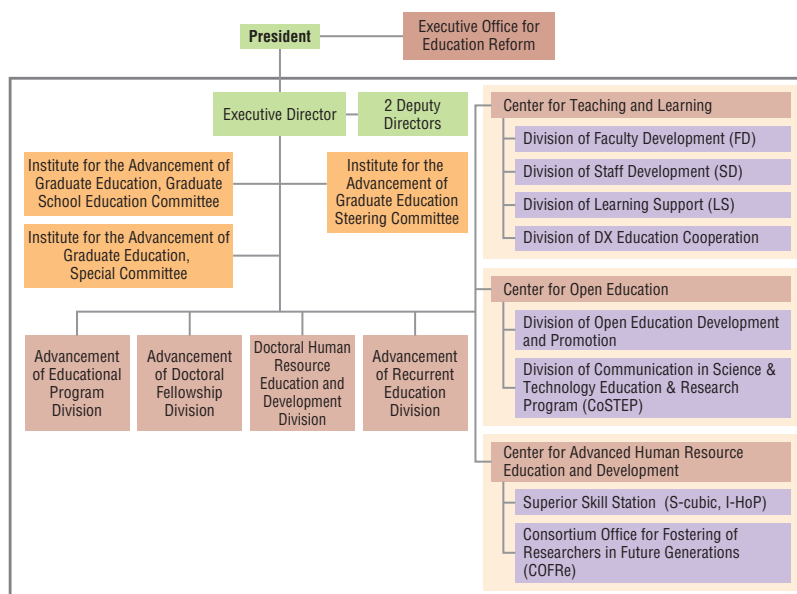 President
Executive Office for
Education Reform
Executive Director
2 Deputy
Directors
Institute for the Advancement of
Graduate Education, Graduate
School Education Committee
Institute for the
Advancement of
Graduate Education
Steering Committee
Institute for the Advancement of
Graduate Education,
Special Committee
Advancement
of Educational
Program
Division
Advancement
of Doctoral
Fellowship
Division
Doctoral Human
Resource
Education and
Development
Division
Advancement
of Recurrent
Education
Division
Center for Teaching and Learning
Division of Faculty Development (FD)
Division of Staff Development (SD)
Division of Learning Support (LS)
Division of DX Education Cooperation
Center for Open Education
Division of Open Education Development
and Promotion
Division of Communication in Science &
Technology Education & Research
Program (CoSTEP)
Center for Advanced Human Resource
Education and Development
Superior Skill Station (S-cubic, I-HoP)
Consortium Office for Fostering of
Researchers in Future Generations
(COFRe)